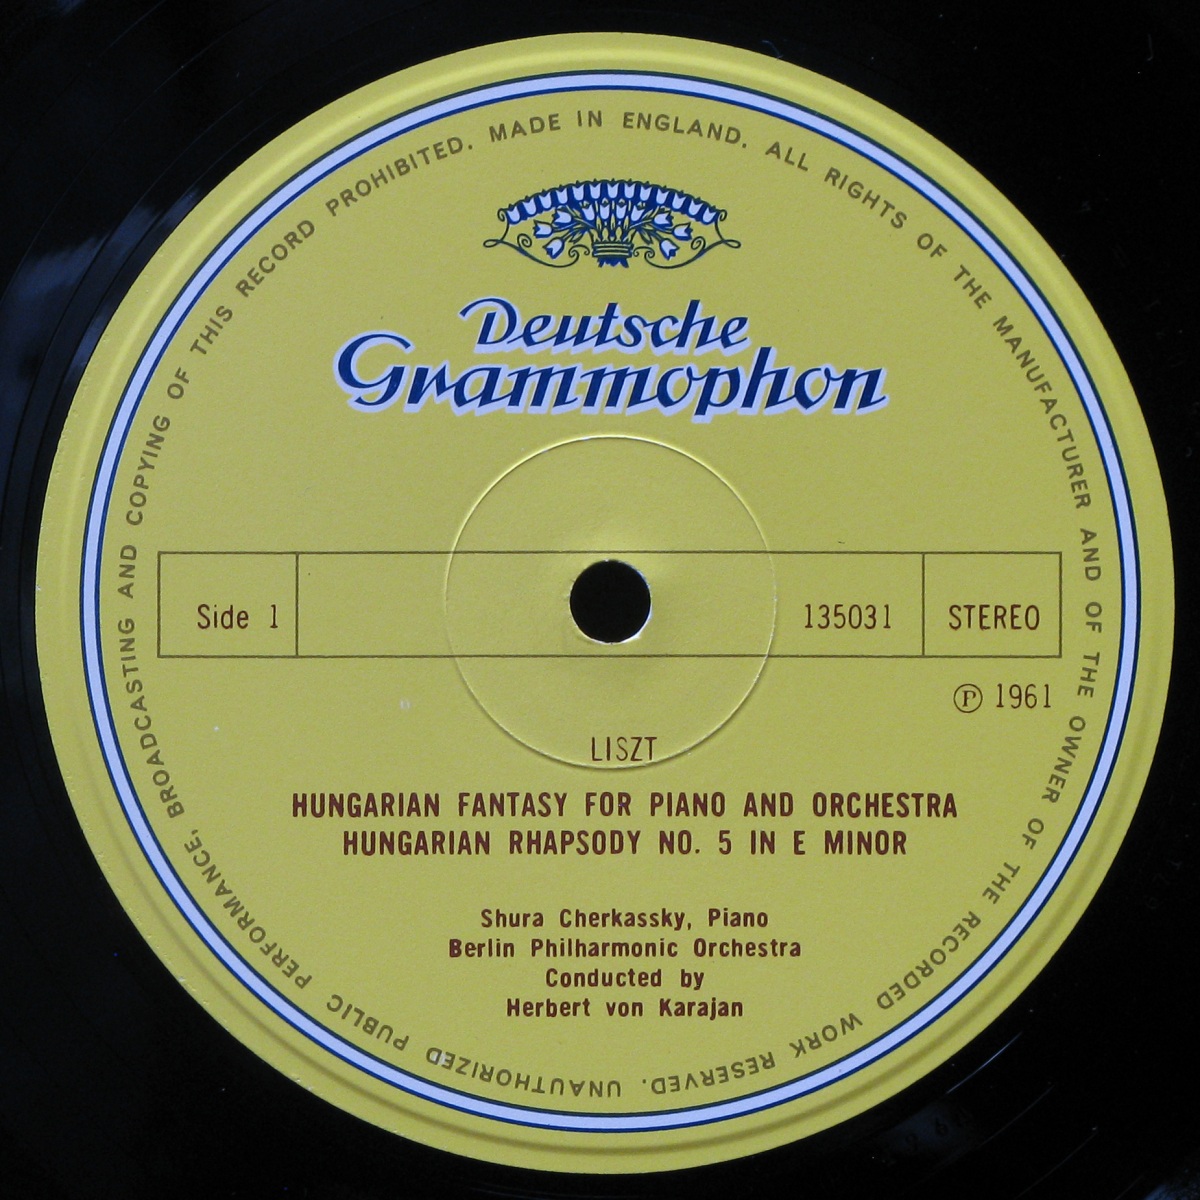 MADE IN ENGLAND. ALL RIGHTS OF THE MANUFACTURER AND OF THE OWNER OF THE RECORDED WORK RESERVED. UNAUTHORIZED PUBLIC PERFORMANCE, BROADCASTING AND COPYING OF THIS RECORD PROHIBITED.
Deutsche
Grammophon
Side 1 135031 STEREO
Ⓟ 1961
LISZT
HUNGARIAN FANTASY FOR PIANO AND ORCHESTRA
HUNGARIAN RHAPSODY NO. 5 IN E MINOR
Shura Cherkassky, Piano
Berlin Philharmonic Orchestra
Conducted by
Herbert von Karajan